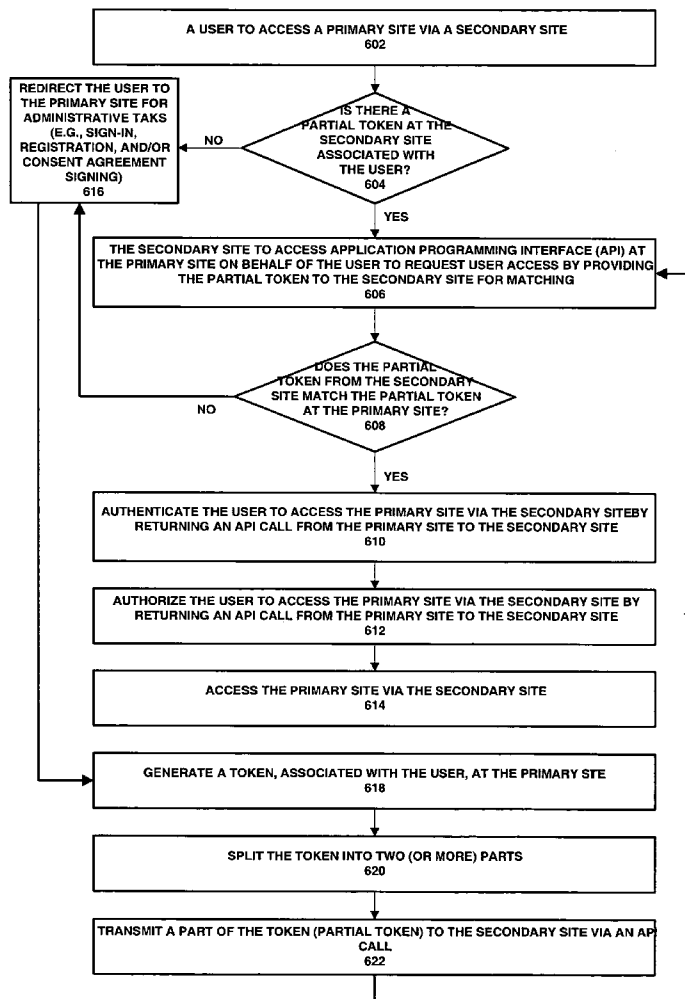 A USER TO ACCESS A PRIMARY SITE VIA A SECONDARY SITE
602
REDIRECT THE USER TO
THE PRIMARY SITE FOR
ADMINISTRATIVE TAKS
(E.G., SIGN-IN,
REGISTRATION, AND/OR
CONSENT AGREEMENT
SIGNING)
616
NO
IS THERE A
PARTIAL TOKEN AT THE
SECONDARY SITE
ASSOCIATED WITH
THE USER?
604
YES
THE SECONDARY SITE TO ACCESS APPLICATION PROGRAMMING INTERFACE (API) AT
THE PRIMARY SITE ON BEHALF OF THE USER TO REQUEST USER ACCESS BY PROVIDING
THE PARTIAL TOKEN TO THE SECONDARY SITE FOR MATCHING
606
DOES THE PARTIAL
TOKEN FROM THE SECONDARY
SITE MATCH THE PARTIAL TOKEN
AT THE PRIMARY SITE?
608
NO
YES
AUTHENTICATE THE USER TO ACCESS THE PRIMARY SITE VIA THE SECONDARY SITEBY
RETURNING AN API CALL FROM THE PRIMARY SITE TO THE SECONDARY SITE
610
AUTHORIZE THE USER TO ACCESS THE PRIMARY SITE VIA THE SECONDARY SITE BY
RETURNING AN API CALL FROM THE PRIMARY SITE TO THE SECONDARY SITE
612
ACCESS THE PRIMARY SITE VIA THE SECONDARY SITE
614
GENERATE A TOKEN, ASSOCIATED WITH THE USER, AT THE PRIMARY STE
618
SPLIT THE TOKEN INTO TWO (OR MORE) PARTS
620
TRANSMIT A PART OF THE TOKEN (PARTIAL TOKEN) TO THE SECONDARY SITE VIA AN API
CALL
622